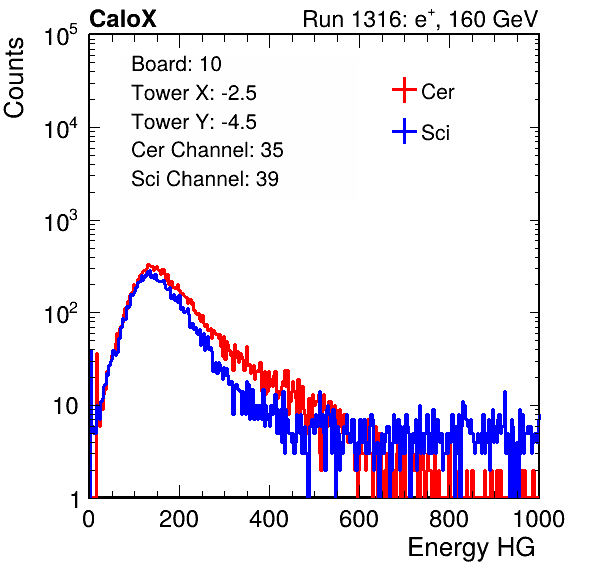 CaloX Run 1316: e⁺, 160 GeV
Counts
10⁵
10⁴
10³
10²
10
1
Board: 10
Tower X: -2.5
Tower Y: -4.5
Cer Channel: 35
Sci Channel: 39
Cer
Sci
0 200 400 600 800 1000
Energy HG